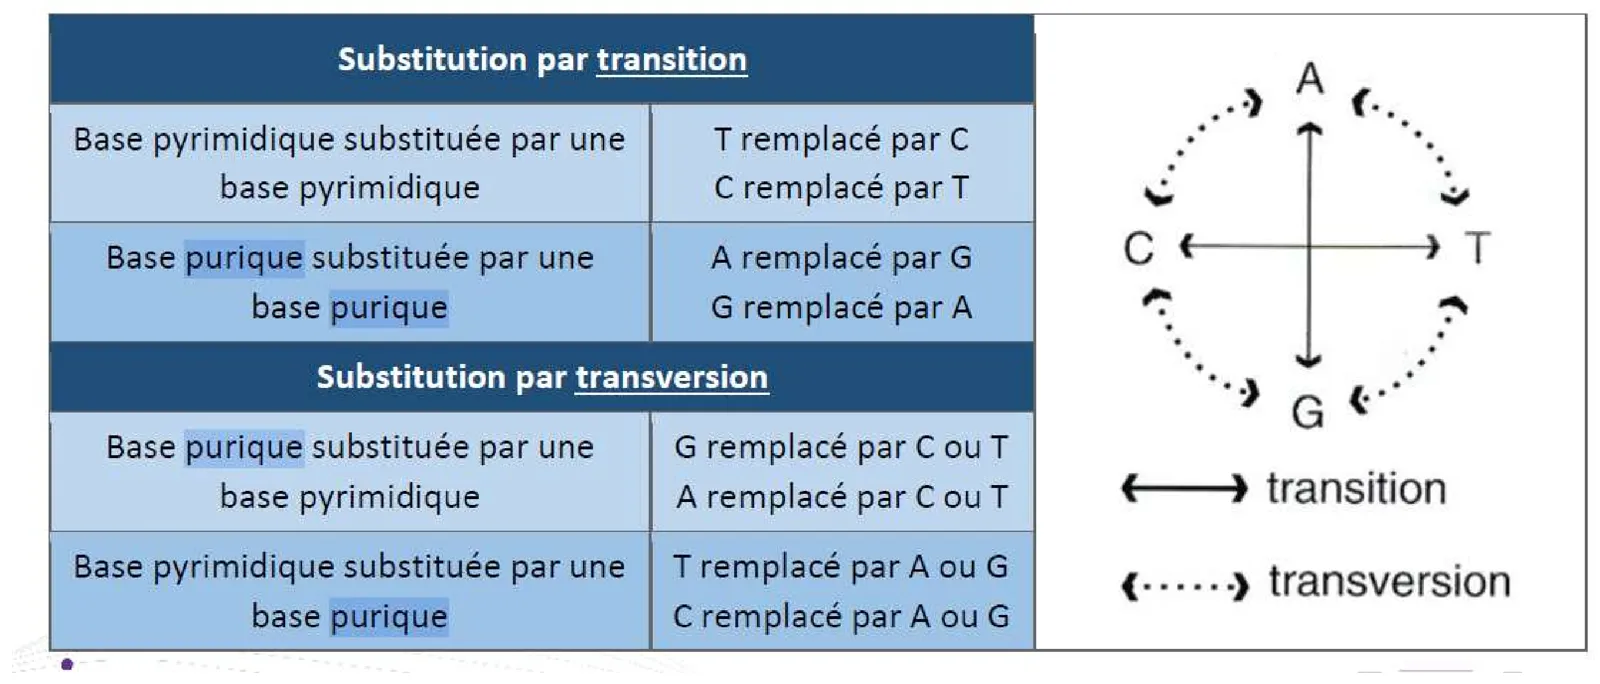 Substitution par transition
Base pyrimidique substituée par une
base pyrimidique
T remplacé par C
C remplacé par T
Base purique substituée par une
base purique
A remplacé par G
G remplacé par A
Substitution par transversion
Base purique substituée par une
base pyrimidique
G remplacé par C ou T
A remplacé par C ou T
Base pyrimidique substituée par une
base purique
T remplacé par A ou G
C remplacé par A ou G
A
C
T
G
transition
transversion